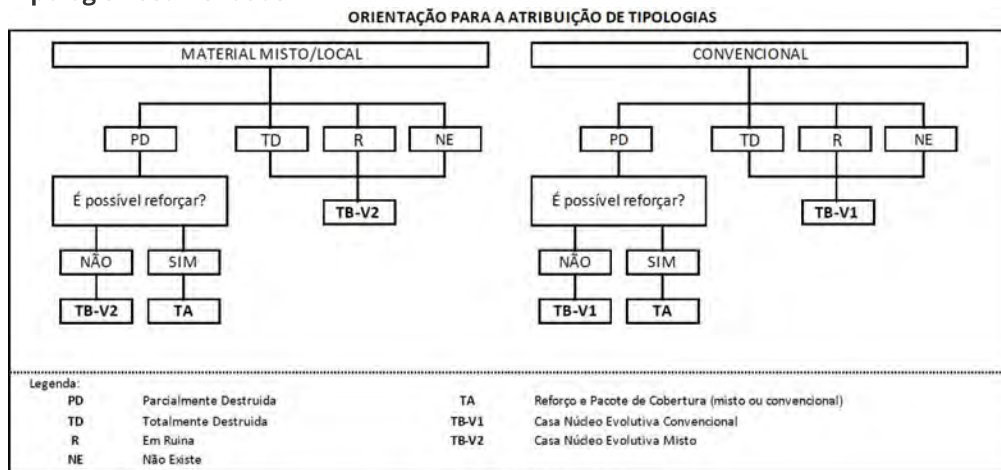 ORIENTAÇÃO PARA A ATRIBUIÇÃO DE TIPOLOGIAS
MATERIAL MISTO/LOCAL CONVENCIONAL
PD TD R NE PD TD R NE
É possível reforçar? TB-V2 É possível reforçar? TB-V1
NÃO SIM NÃO SIM
TB-V2 TA TB-V1 TA
Legenda:
PD Parcialmente Destruida TA Reforço e Pacote de Cobertura (misto ou convencional)
TD Totalmente Destruida TB-V1 Casa Núcleo Evolutiva Convencional
R Em Ruina TB-V2 Casa Núcleo Evolutiva Misto
NE Não Existe